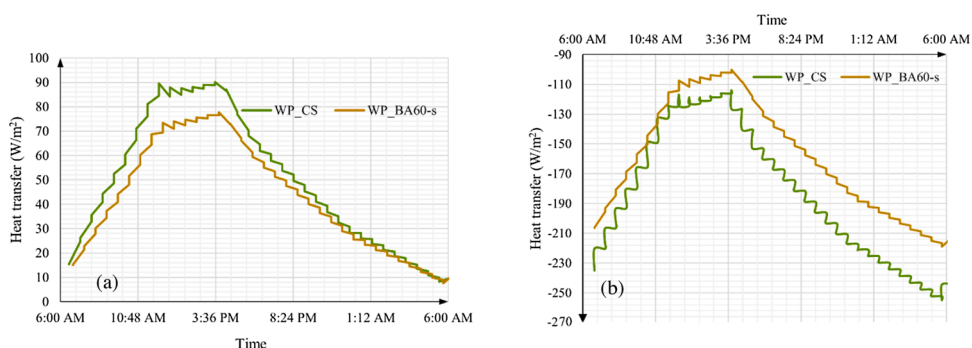 100
90
80
70
60
50
40
30
20
10
0
Heat transfer (W/m²)
WP_CS WP_BA60-s
(a)
6:00 AM 10:48 AM 3:36 PM 8:24 PM 1:12 AM 6:00 AM
Time
Time
6:00 AM 10:48 AM 3:36 PM 8:24 PM 1:12 AM 6:00 AM
-90
-110
-130
-150
-170
-190
-210
-230
-250
-270
Heat transfer (W/m²)
WP_CS WP_BA60-s
(b)